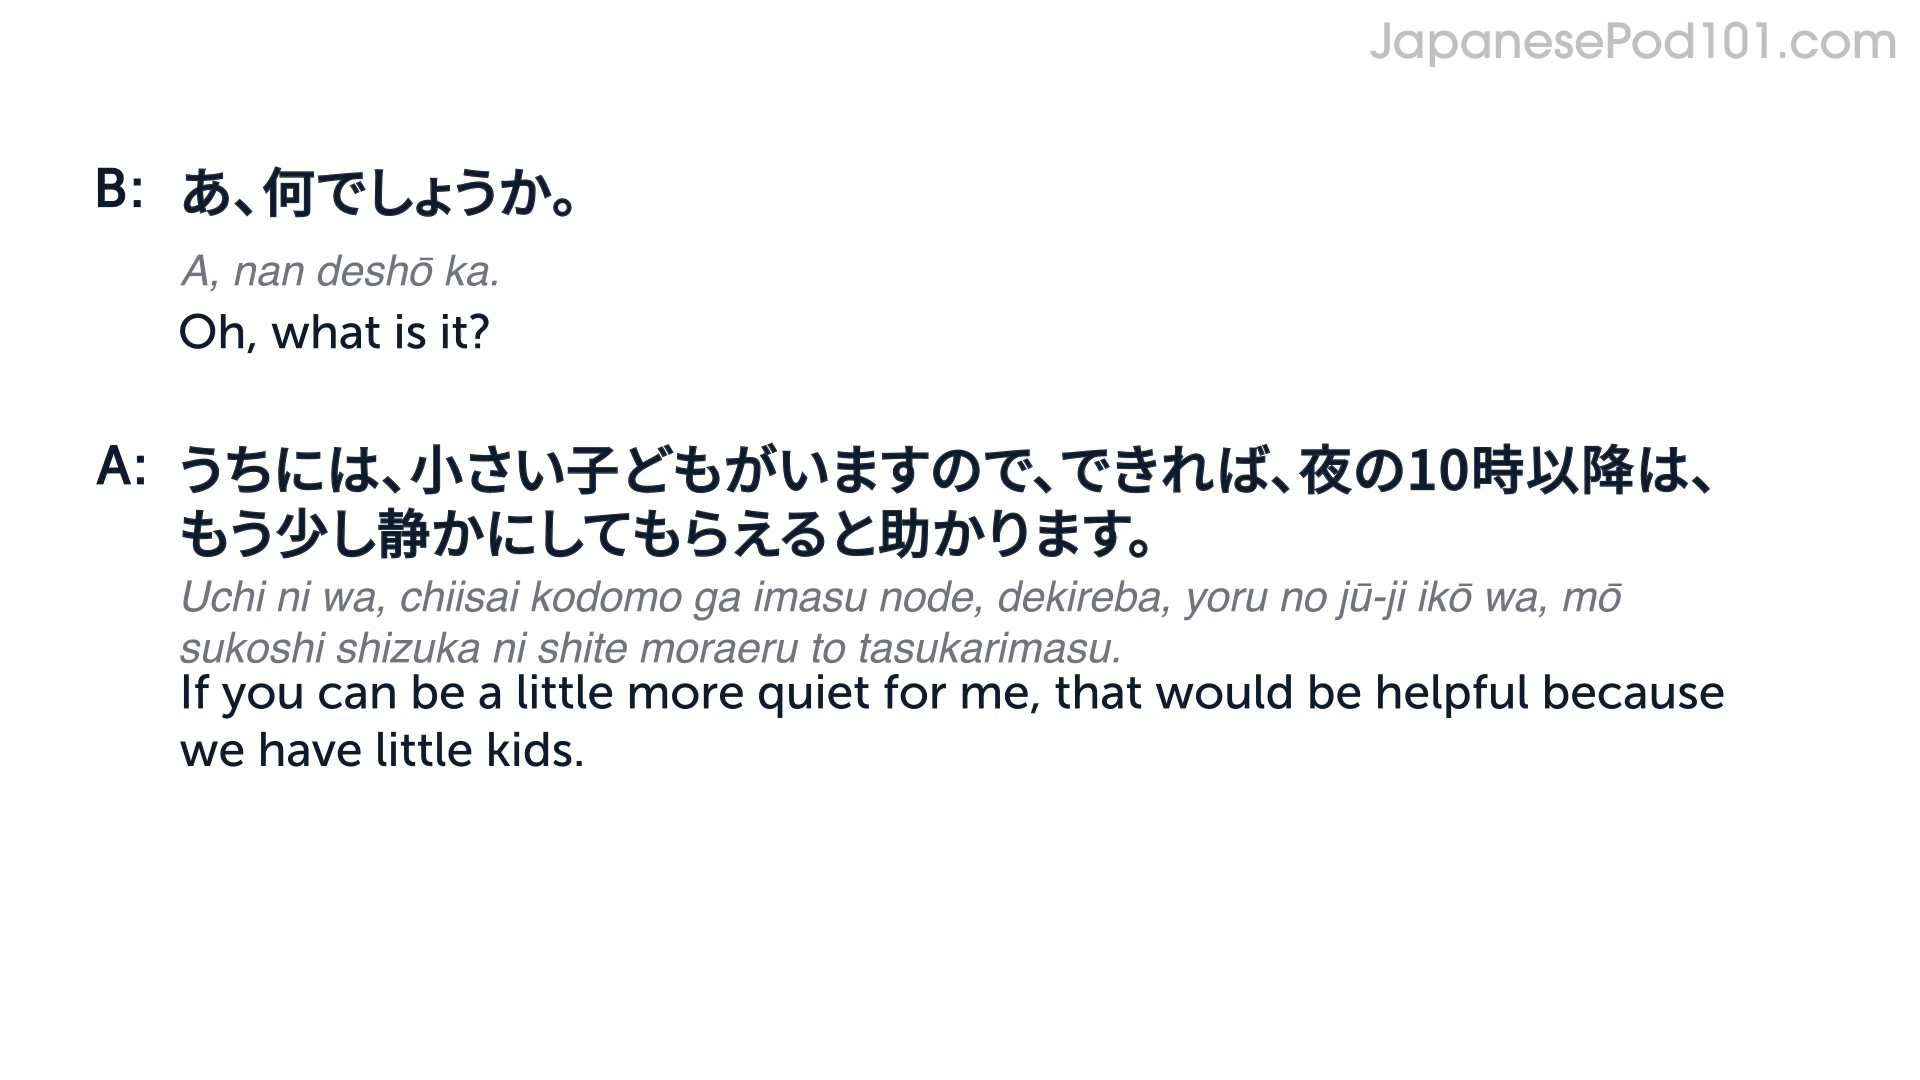 JapanesePod101.com
B: あ、何でしょうか。
A, nan deshō ka.
Oh, what is it?
A: うちには、小さい子どもがいますので、できれば、夜の10時以降は、
もう少し静かにしてもらえると助かります。
Uchi ni wa, chiisai kodomo ga imasu node, dekireba, yoru no jū-ji ikō wa, mō
sukoshi shizuka ni shite moraeru to tasukarimasu.
If you can be a little more quiet for me, that would be helpful because
we have little kids.